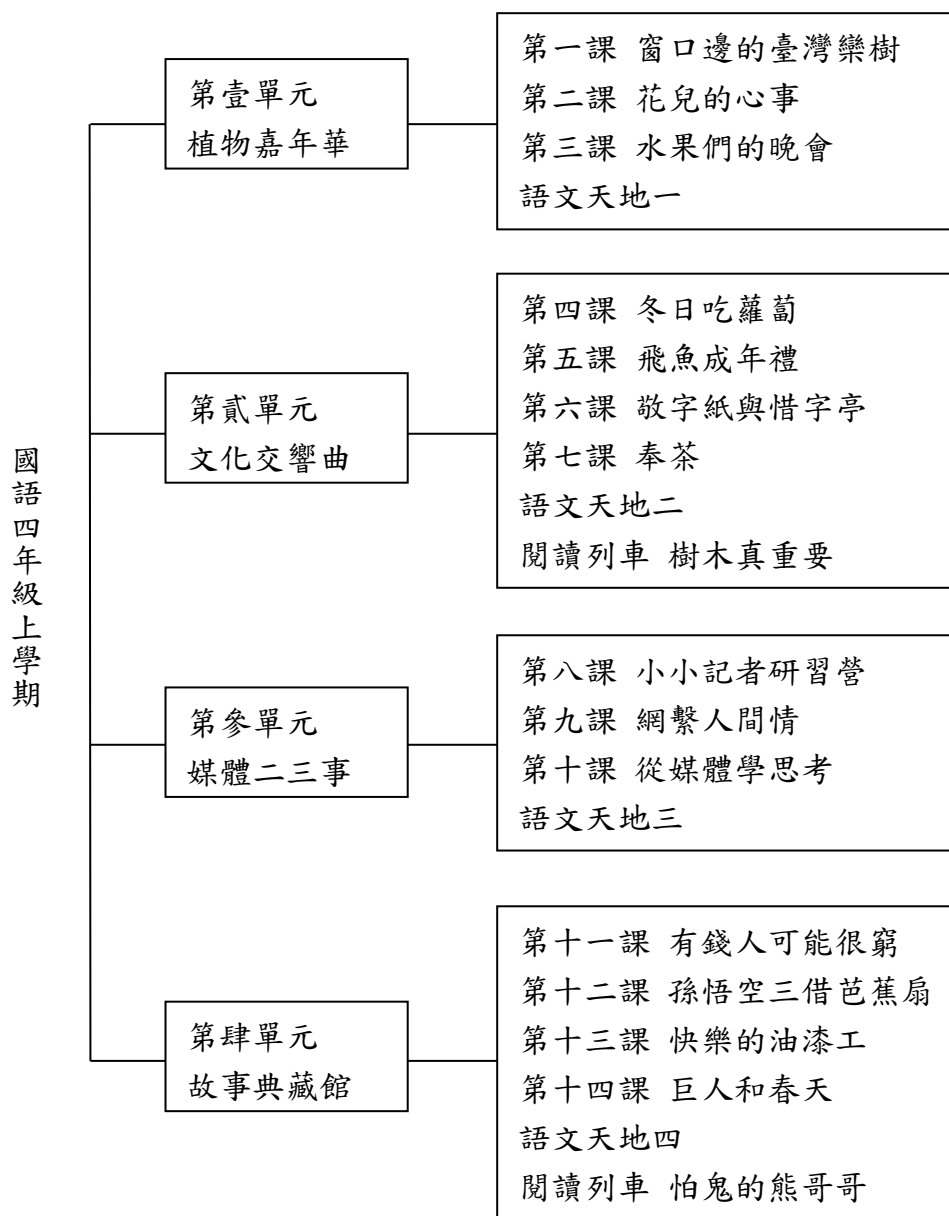 國語四年級上學期
第壹單元
植物嘉年華
第一課 窗口邊的臺灣欒樹
第二課 花兒的心事
第三課 水果們的晚會
語文天地一
第貳單元
文化交響曲
第四課 冬日吃蘿蔔
第五課 飛魚成年禮
第六課 敬字紙與惜字亭
第七課 奉茶
語文天地二
閱讀列車 樹木真重要
第參單元
媒體二三事
第八課 小小記者研習營
第九課 網繫人間情
第十課 從媒體學思考
語文天地三
第肆單元
故事典藏館
第十一課 有錢人可能很窮
第十二課 孫悟空三借芭蕉扇
第十三課 快樂的油漆工
第十四課 巨人和春天
語文天地四
閱讀列車 怕鬼的熊哥哥